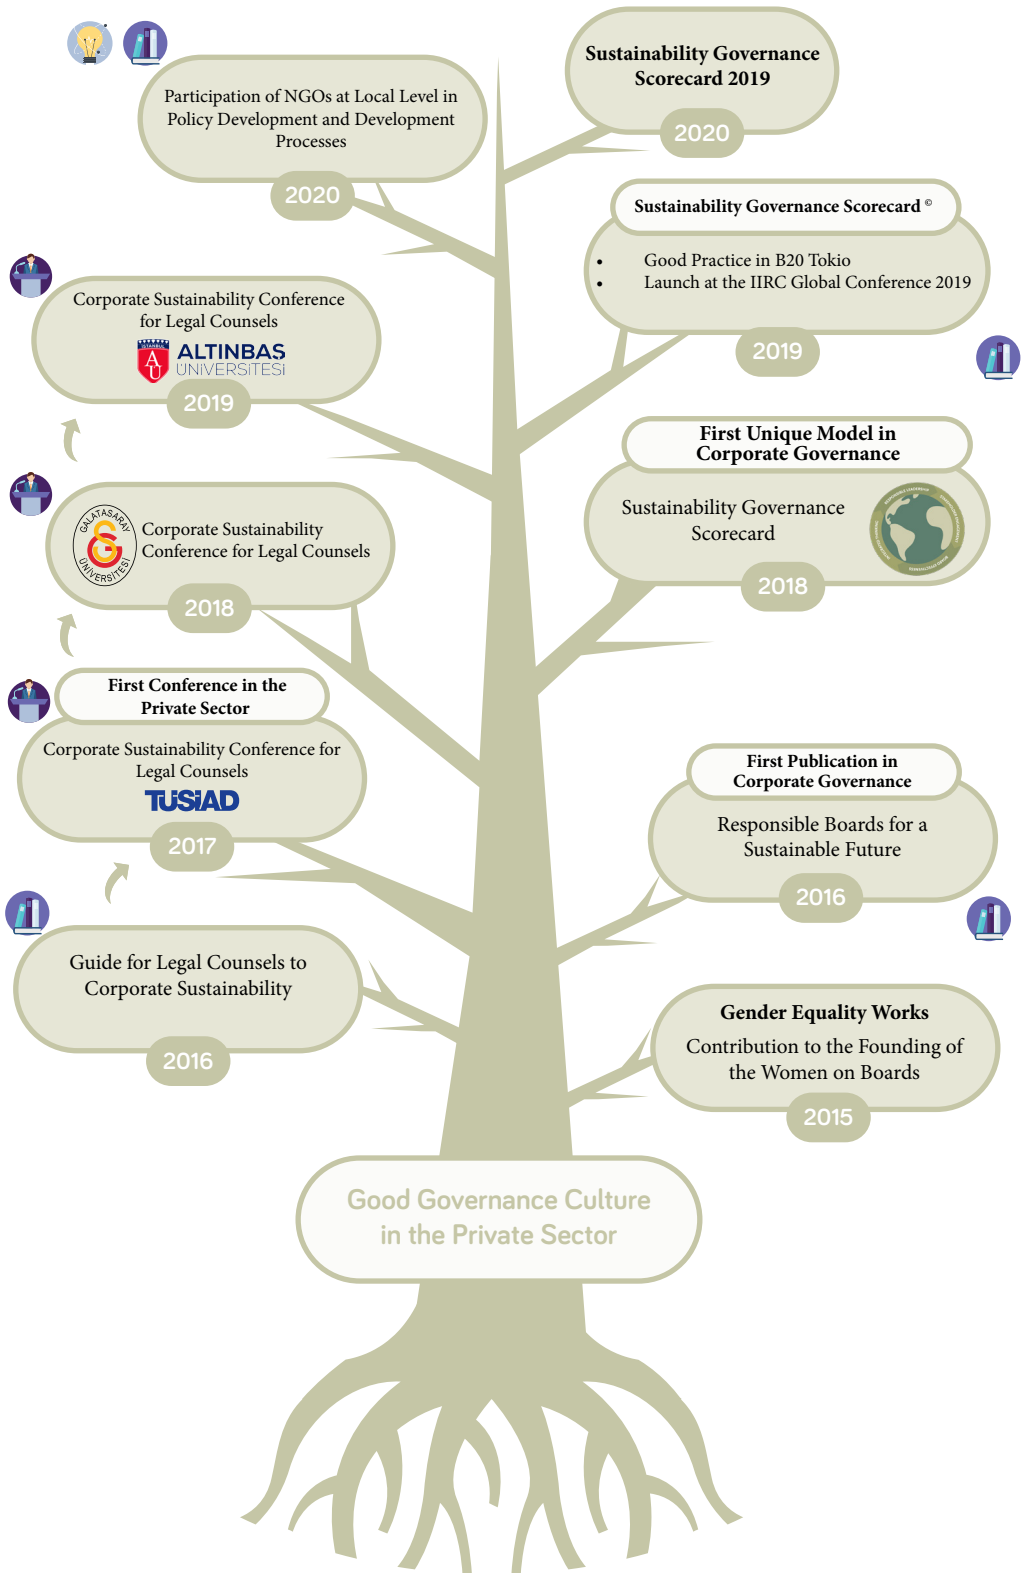 Sustainability Governance
Scorecard 2019
2020
Participation of NGOs at Local Level in
Policy Development and Development
Processes
2020
Sustainability Governance Scorecard ©
• Good Practice in B20 Tokio
• Launch at the IIRC Global Conference 2019
2019
Corporate Sustainability Conference
for Legal Counsels
İSTANBUL
AU
ALTINBAS
ÜNİVERSİTESİ
2019
First Unique Model in
Corporate Governance
Sustainability Governance
Scorecard
2018
GALATASARAY
ÜNİVERSİTESİ
Corporate Sustainability
Conference for Legal Counsels
2018
First Conference in the
Private Sector
Corporate Sustainability Conference for
Legal Counsels
TÜSİAD
2017
First Publication in
Corporate Governance
Responsible Boards for a
Sustainable Future
2016
Guide for Legal Counsels to
Corporate Sustainability
2016
Gender Equality Works
Contribution to the Founding of
the Women on Boards
2015
Good Governance Culture
in the Private Sector